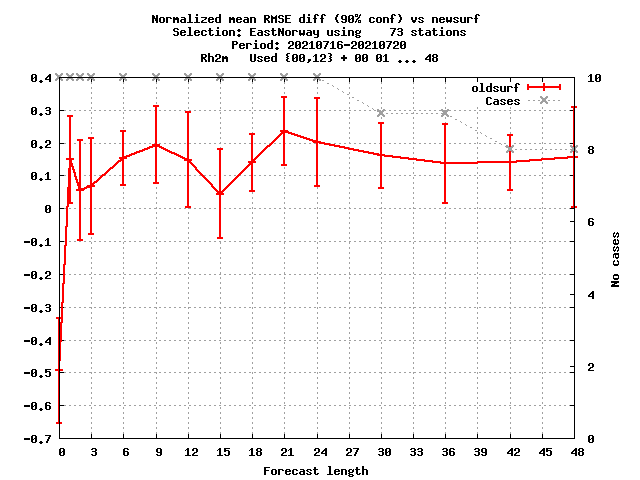 Normalized mean RMSE diff (90% conf) vs newsurf
Selection: EastNorway using    73 stations
Period: 20210716-20210720
Rh2m   Used {00,12} + 00 01 ... 48
oldsurf
Cases
0.4
0.3
0.2
0.1
0
-0.1
-0.2
-0.3
-0.4
-0.5
-0.6
-0.7
10
8
6
4
2
0
No cases
0 3 6 9 12 15 18 21 24 27 30 33 36 39 42 45 48
Forecast length